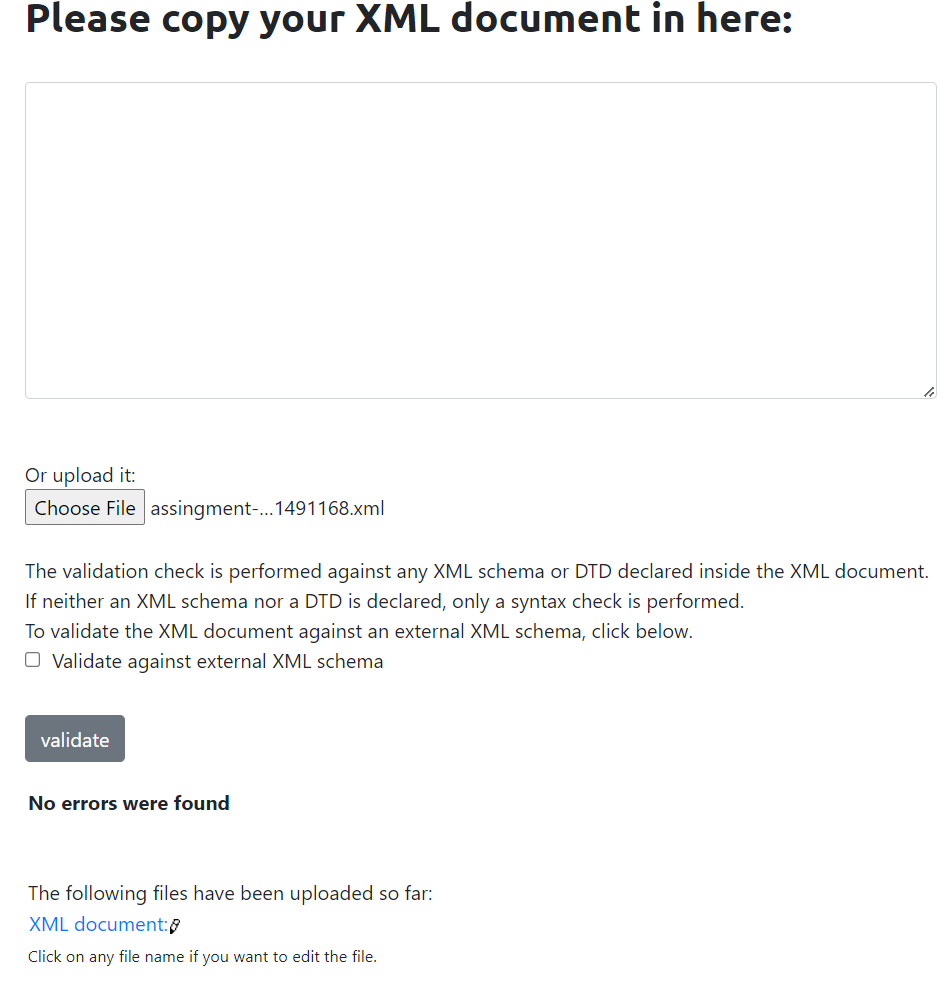 Please copy your XML document in here:
Or upload it:
Choose File assingment-...1491168.xml
The validation check is performed against any XML schema or DTD declared inside the XML document.
If neither an XML schema nor a DTD is declared, only a syntax check is performed.
To validate the XML document against an external XML schema, click below.
Validate against external XML schema
validate
No errors were found
The following files have been uploaded so far:
XML document:
Click on any file name if you want to edit the file.